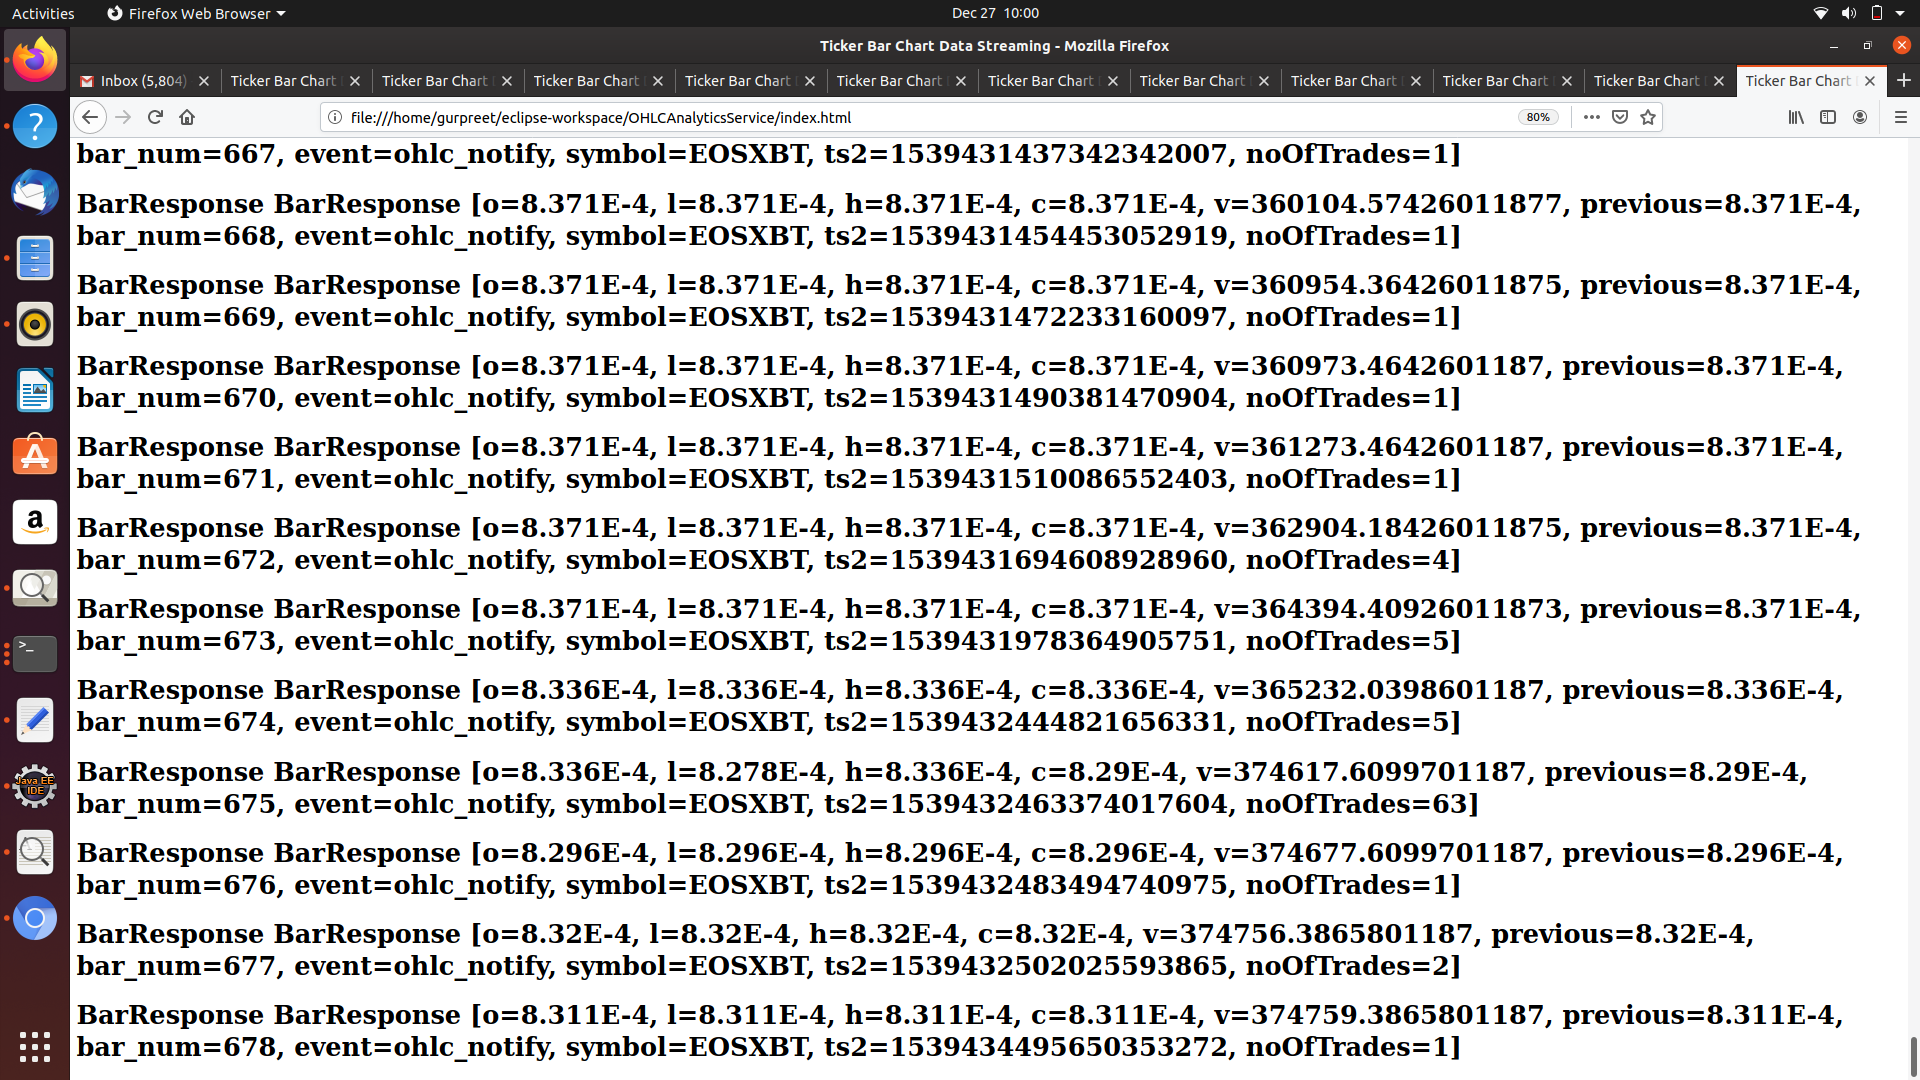 Activities
Firefox Web Browser
Dec 27 10:00
Ticker Bar Chart Data Streaming - Mozilla Firefox
Inbox (5,804)
Ticker Bar Chart
Ticker Bar Chart
Ticker Bar Chart
Ticker Bar Chart
Ticker Bar Chart
Ticker Bar Chart
Ticker Bar Chart
Ticker Bar Chart
Ticker Bar Chart
Ticker Bar Chart
Ticker Bar Chart
file:///home/gurpreet/eclipse-workspace/OHLCAnalyticsService/index.html
80%
bar_num=667, event=ohlc_notify, symbol=EOSXBT, ts2=1539431437342342007, noOfTrades=1]
BarResponse BarResponse [o=8.371E-4, l=8.371E-4, h=8.371E-4, c=8.371E-4, v=360104.57426011877, previous=8.371E-4,
bar_num=668, event=ohlc_notify, symbol=EOSXBT, ts2=1539431454453052919, noOfTrades=1]
BarResponse BarResponse [o=8.371E-4, l=8.371E-4, h=8.371E-4, c=8.371E-4, v=360954.36426011875, previous=8.371E-4,
bar_num=669, event=ohlc_notify, symbol=EOSXBT, ts2=1539431472233160097, noOfTrades=1]
BarResponse BarResponse [o=8.371E-4, l=8.371E-4, h=8.371E-4, c=8.371E-4, v=360973.4642601187, previous=8.371E-4,
bar_num=670, event=ohlc_notify, symbol=EOSXBT, ts2=1539431490381470904, noOfTrades=1]
BarResponse BarResponse [o=8.371E-4, l=8.371E-4, h=8.371E-4, c=8.371E-4, v=361273.4642601187, previous=8.371E-4,
bar_num=671, event=ohlc_notify, symbol=EOSXBT, ts2=1539431510086552403, noOfTrades=1]
BarResponse BarResponse [o=8.371E-4, l=8.371E-4, h=8.371E-4, c=8.371E-4, v=362904.18426011875, previous=8.371E-4,
bar_num=672, event=ohlc_notify, symbol=EOSXBT, ts2=1539431694608928960, noOfTrades=4]
BarResponse BarResponse [o=8.371E-4, l=8.371E-4, h=8.371E-4, c=8.371E-4, v=364394.40926011873, previous=8.371E-4,
bar_num=673, event=ohlc_notify, symbol=EOSXBT, ts2=1539431978364905751, noOfTrades=5]
BarResponse BarResponse [o=8.336E-4, l=8.336E-4, h=8.336E-4, c=8.336E-4, v=365232.0398601187, previous=8.336E-4,
bar_num=674, event=ohlc_notify, symbol=EOSXBT, ts2=1539432444821656331, noOfTrades=5]
BarResponse BarResponse [o=8.336E-4, l=8.278E-4, h=8.336E-4, c=8.29E-4, v=374617.6099701187, previous=8.29E-4,
bar_num=675, event=ohlc_notify, symbol=EOSXBT, ts2=1539432463374017604, noOfTrades=63]
BarResponse BarResponse [o=8.296E-4, l=8.296E-4, h=8.296E-4, c=8.296E-4, v=374677.6099701187, previous=8.296E-4,
bar_num=676, event=ohlc_notify, symbol=EOSXBT, ts2=1539432483494740975, noOfTrades=1]
BarResponse BarResponse [o=8.32E-4, l=8.32E-4, h=8.32E-4, c=8.32E-4, v=374756.3865801187, previous=8.32E-4,
bar_num=677, event=ohlc_notify, symbol=EOSXBT, ts2=1539432502025593865, noOfTrades=2]
BarResponse BarResponse [o=8.311E-4, l=8.311E-4, h=8.311E-4, c=8.311E-4, v=374759.3865801187, previous=8.311E-4,
bar_num=678, event=ohlc_notify, symbol=EOSXBT, ts2=1539434495650353272, noOfTrades=1]
a
>_
Java EE
IDE